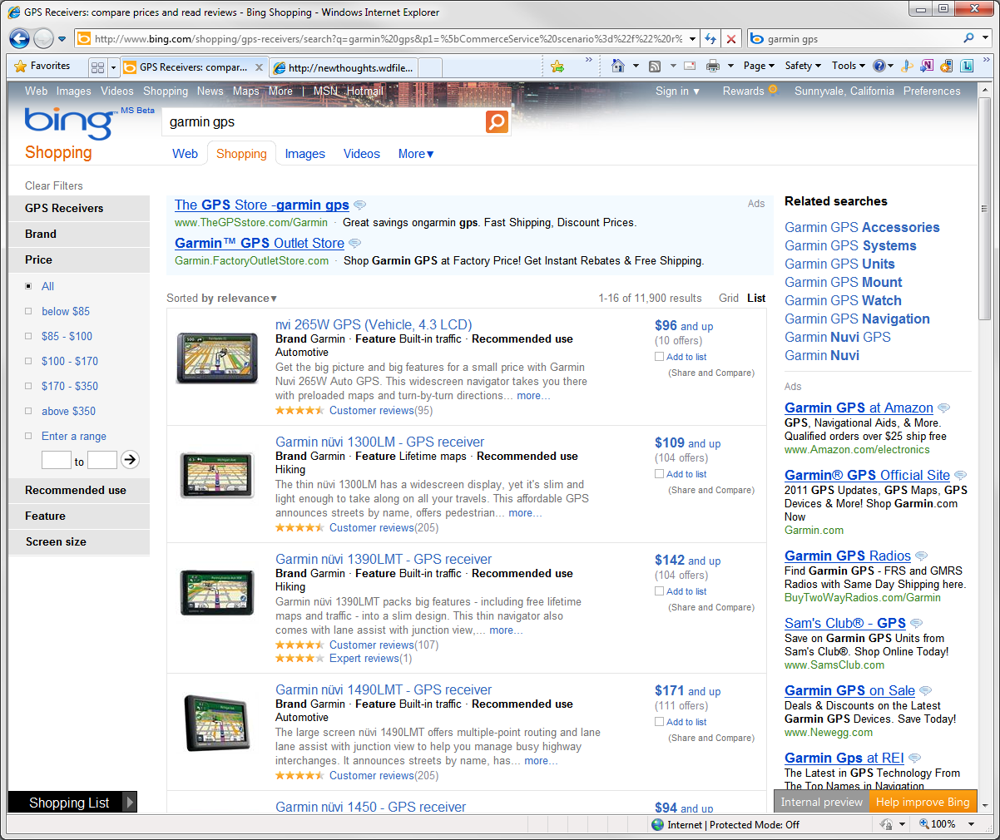 GPS Receivers: compare prices and read reviews - Bing Shopping - Windows Internet Explorer
http://www.bing.com/shopping/gps-receivers/search?q=garmin%20gps&p1=%5bCommerceService%20scenario%3d%22f%22%20r%
garmin gps
Favorites
GPS Receivers: compar...
http://newthoughts.wdfile...
Page
Safety
Tools
Web Images Videos Shopping News Maps More | MSN Hotmail
Sign in
Rewards
Sunnyvale, California
Preferences
bing™ MS Beta
garmin gps
Shopping
Web
Shopping
Images
Videos
More
Clear Filters
GPS Receivers
Brand
Price
All
below $85
$85 - $100
$100 - $170
$170 - $350
above $350
Enter a range
to
Recommended use
Feature
Screen size
The GPS Store -garmin gps
Ads
www.TheGPSstore.com/Garmin · Great savings ongarmin gps. Fast Shipping, Discount Prices.
Garmin™ GPS Outlet Store
Garmin.FactoryOutletStore.com · Shop Garmin GPS at Factory Price! Get Instant Rebates & Free Shipping.
Sorted by relevance
1-16 of 11,900 results
Grid
List
nvi 265W GPS (Vehicle, 4.3 LCD)
Brand Garmin · Feature Built-in traffic · Recommended use
Automotive
Get the big picture and big features for a small price with Garmin
Nuvi 265W Auto GPS. This widescreen navigator takes you there
with preloaded maps and turn-by-turn directions... more...
Customer reviews(95)
$96 and up
(10 offers)
Add to list
(Share and Compare)
Garmin nüvi 1300LM - GPS receiver
Brand Garmin · Feature Lifetime maps · Recommended use
Hiking
The thin nüvi 1300LM has a widescreen display, yet it's slim and
light enough to take along on all your travels. This affordable GPS
announces streets by name, offers pedestrian... more...
Customer reviews(205)
$109 and up
(104 offers)
Add to list
(Share and Compare)
Garmin nüvi 1390LMT - GPS receiver
Brand Garmin · Feature Built-in traffic · Recommended use
Hiking
Garmin nüvi 1390LMT packs big features - including free lifetime
maps and traffic - into a slim design. This thin navigator also
comes with lane assist with junction view,... more...
Customer reviews(107)
Expert reviews(1)
$142 and up
(104 offers)
Add to list
(Share and Compare)
Garmin nüvi 1490LMT - GPS receiver
Brand Garmin · Feature Built-in traffic · Recommended use
Automotive
The large screen nüvi 1490LMT offers multiple-point routing and lane
lane assist with junction view to help you manage busy highway
interchanges. It announces streets by name, has... more...
Customer reviews(205)
$171 and up
(111 offers)
Add to list
(Share and Compare)
Garmin nüvi 1450 - GPS receiver
$94 and up
Related searches
Garmin GPS Accessories
Garmin GPS Systems
Garmin GPS Units
Garmin GPS Mount
Garmin GPS Watch
Garmin GPS Navigation
Garmin Nuvi GPS
Garmin Nuvi
Ads
Garmin GPS at Amazon
GPS, Navigational Aids, & More.
Qualified orders over $25 ship free
www.Amazon.com/electronics
Garmin® GPS Official Site
2011 GPS Updates, GPS Maps, GPS
Devices & More! Shop Garmin.com
Now
Garmin.com
Garmin GPS Radios
Find Garmin GPS - FRS and GMRS
Radios with Same Day Shipping here.
BuyTwoWayRadios.com/Garmin
Sam's Club® - GPS
Save on Garmin GPS Units from
Sam's Club®. Shop Online Today!
www.SamsClub.com
Garmin GPS on Sale
Deals & Discounts on the Latest
Garmin GPS Devices. Save Today!
www.Newegg.com
Garmin Gps at REI
The Latest in GPS Technology From
The Top Names in Navigation
Shopping List
Internal preview
Help improve Bing
Internet | Protected Mode: Off
100%